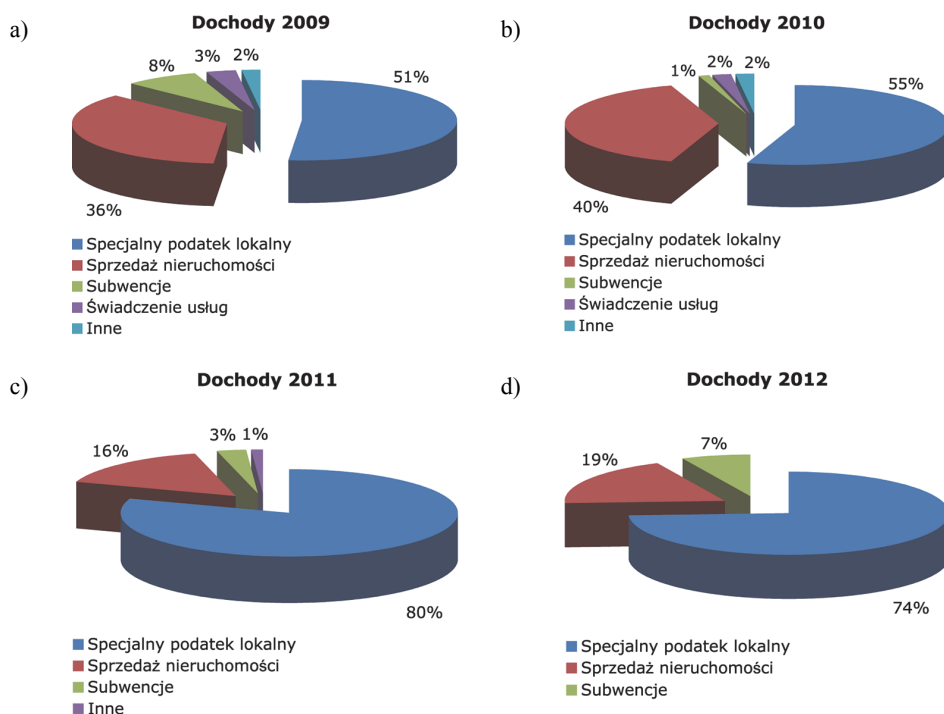 a)
Dochody 2009
51%
36%
8%
3%
2%
Specjalny podatek lokalny
Sprzedaż nieruchomości
Subwencje
Świadczenie usług
Inne
b)
Dochody 2010
55%
40%
1%
2%
2%
Specjalny podatek lokalny
Sprzedaż nieruchomości
Subwencje
Świadczenie usług
Inne
c)
Dochody 2011
80%
16%
3%
1%
Specjalny podatek lokalny
Sprzedaż nieruchomości
Subwencje
Inne
d)
Dochody 2012
74%
19%
7%
Specjalny podatek lokalny
Sprzedaż nieruchomości
Subwencje